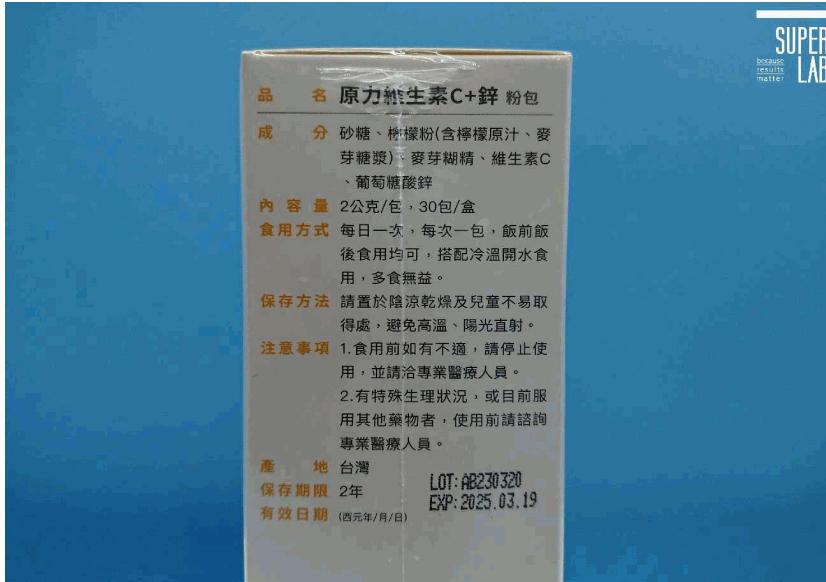 SUPER
LAB
because
results
matter
品名 原力維生素C+鋅 粉包
成分 砂糖、檸檬粉(含檸檬原汁、麥
芽糖漿)、麥芽糊精、維生素C
、葡萄糖酸鋅
內容量 2公克/包，30包/盒
食用方式 每日一次，每次一包，飯前飯
後食用均可，搭配冷溫開水食
用，多食無益。
保存方法 請置於陰涼乾燥及兒童不易取
得處，避免高溫、陽光直射。
注意事項 1.食用前如有不適，請停止使
用，並請洽專業醫療人員。
2.有特殊生理狀況，或目前服
用其他藥物者，使用前請諮詢
專業醫療人員。
產地 台灣
保存期限 2年
有效日期 (西元年/月/日)
LOT:AB230320
EXP:2025.03.19